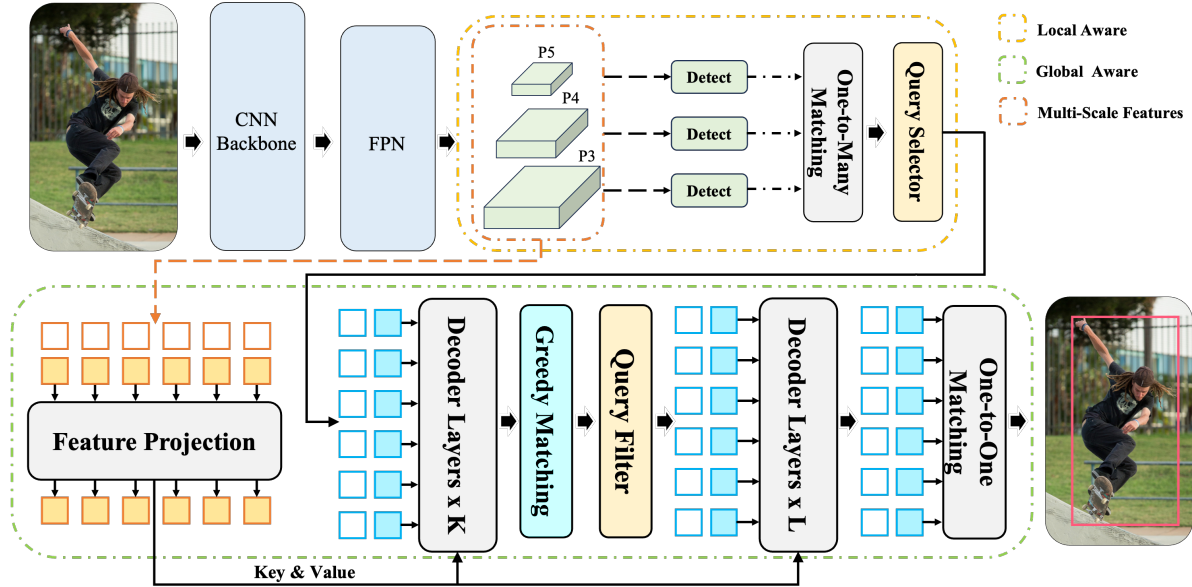 CNN
Backbone
FPN
P5
P4
P3
Detect
Detect
Detect
One-to-Many
Matching
Query Selector
Local Aware
Global Aware
Multi-Scale Features
Feature Projection
Decoder Layers x K
Greedy Matching
Query Filter
Decoder Layers x L
One-to-One
Matching
Key & Value